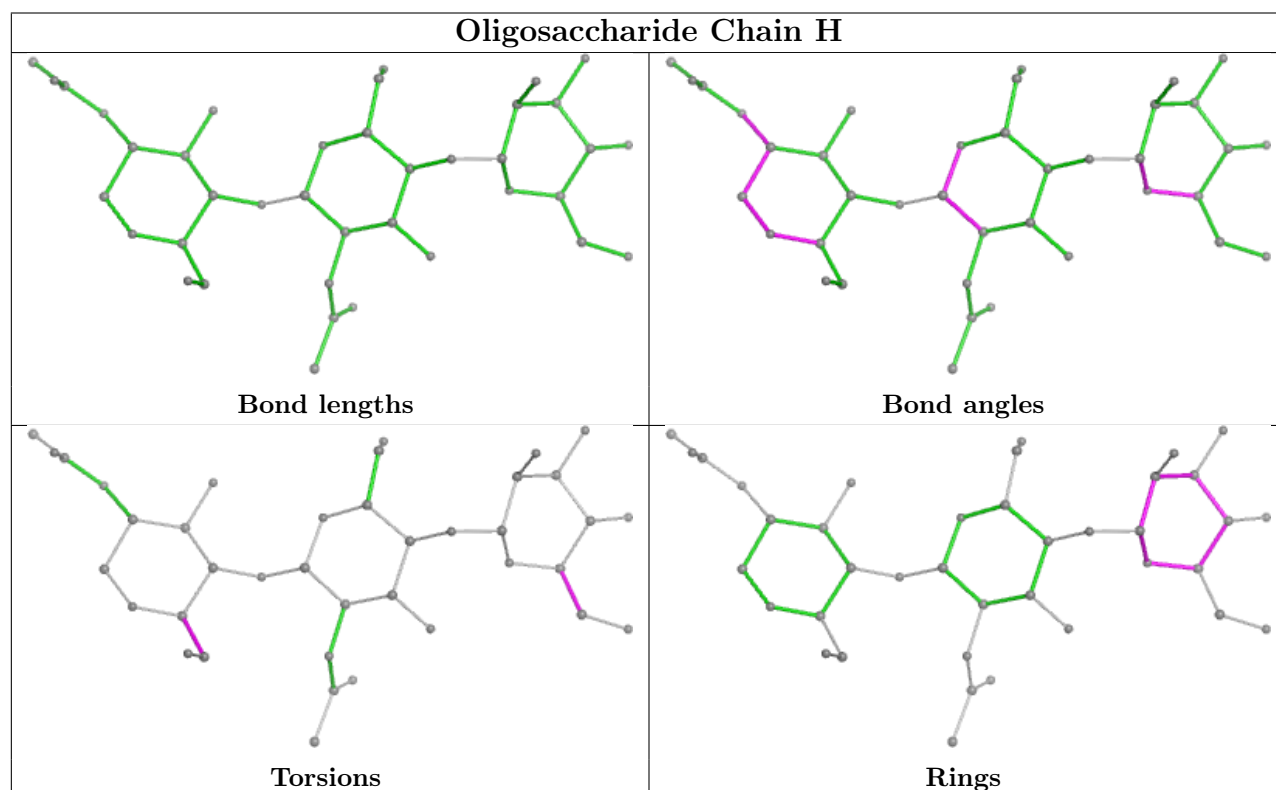 Oligosaccharide Chain H
Bond lengths
Bond angles
Torsions
Rings